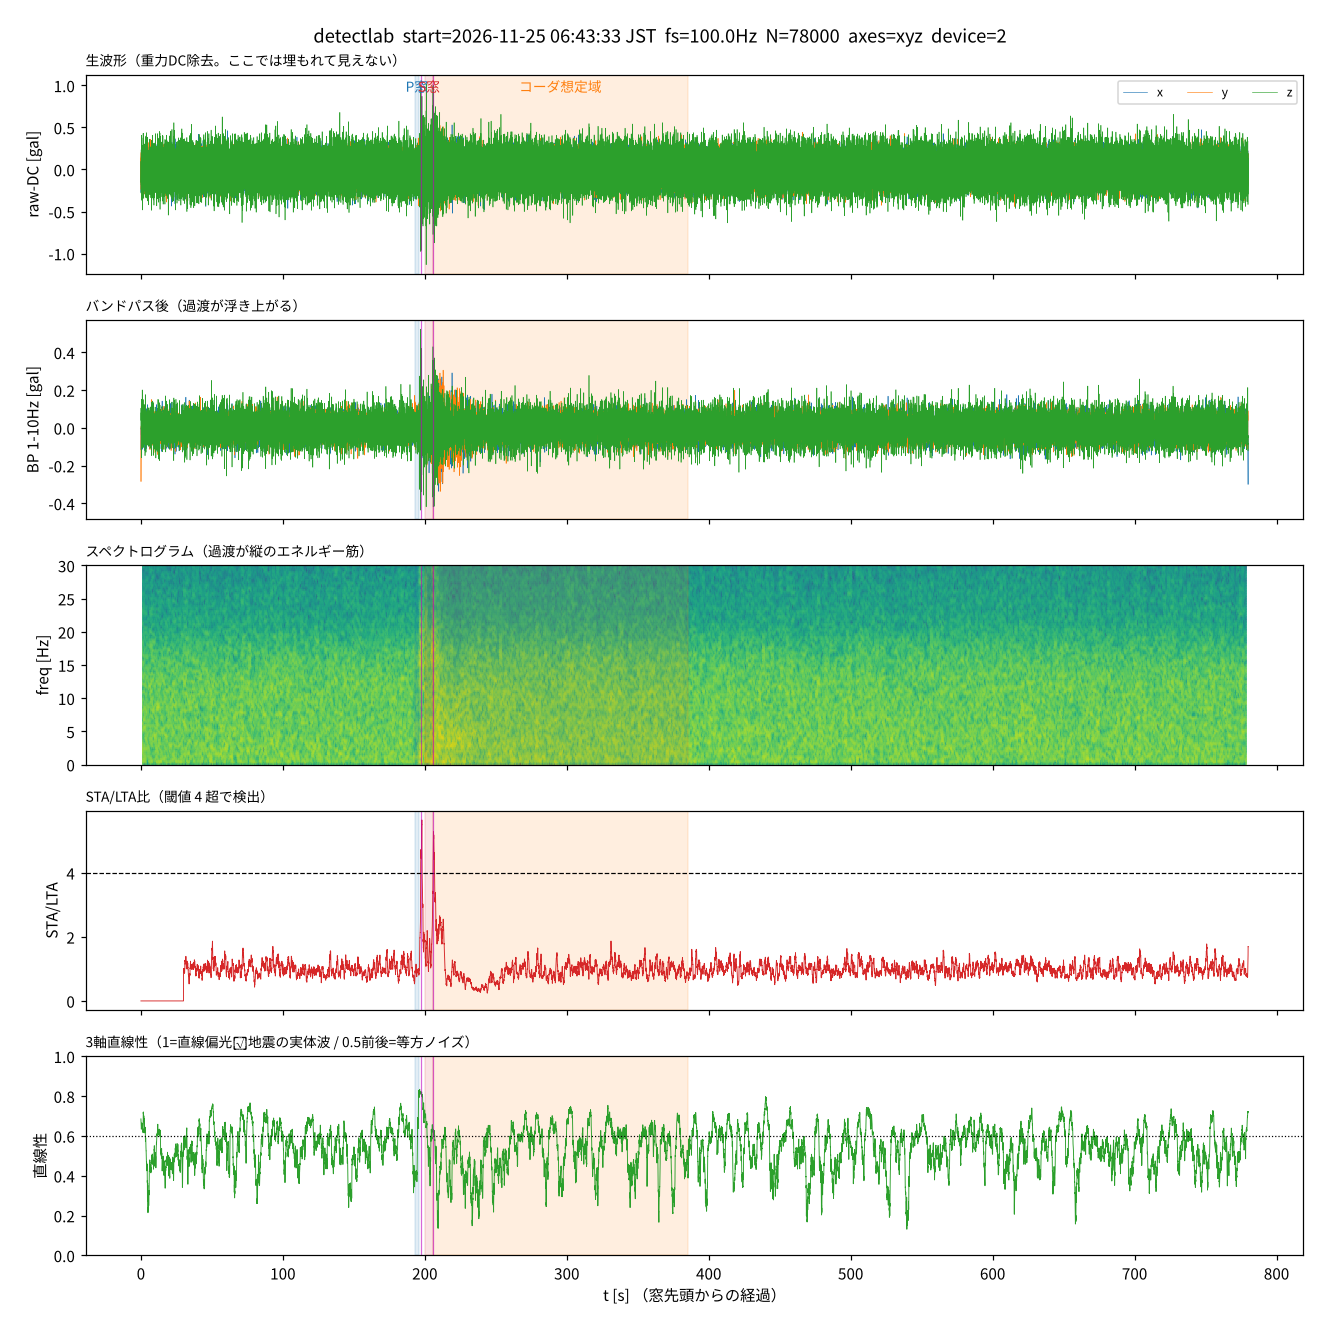 detectlab start=2026-11-25 06:43:33 JST fs=100.0Hz N=78000 axes=xyz device=2
生波形（重力DC除去。ここでは埋もれて見えない）
P窓
S窓
コーダ想定域
x y z
raw-DC [gal]
1.0
0.5
0.0
-0.5
-1.0
バンドパス後（過渡が浮き上がる）
BP 1-10Hz [gal]
0.4
0.2
0.0
-0.2
-0.4
スペクトログラム（過渡が縦のエネルギー筋）
freq [Hz]
30
25
20
15
10
5
0
STA/LTA比（閾値 4 超で検出）
STA/LTA
4
2
0
3軸直線性（1=直線偏光地震の実体波 / 0.5前後=等方ノイズ）
直線性
1.0
0.8
0.6
0.4
0.2
0.0
0 100 200 300 400 500 600 700 800
t [s] （窓先頭からの経過）